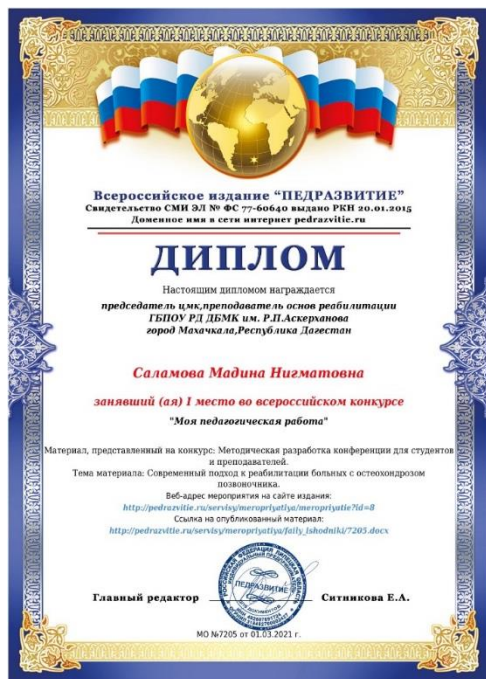 Всероссийское издание "ПЕДРАЗВИТИЕ"
Свидетельство СМИ ЭЛ № ФС 77-60640 выдано РКН 20.01.2015
Доменное имя в сети интернет pedrazvitie.ru
ДИПЛОМ
Настоящим дипломом награждается
председатель цмк,преподаватель основ реабилитации
ГБПОУ РД ДБМК им. Р.П.Аскерханова
город Махачкала,Республика Дагестан
Саламова Мадина Нигматовна
занявший (ая) I место во всероссийском конкурсе
"Моя педагогическая работа"
Материал, представленный на конкурс: Методическая разработка конференции для студентов
и преподавателей.
Тема материала: Современный подход к реабилитации больных с остеохондрозом
позвоночника.
Веб-адрес мероприятия на сайте издания:
http://pedrazvitie.ru/servisy/meropriyatiya/meropriyatie?id=8
Ссылка на опубликованный материал:
http://pedrazvitie.ru/servisy/meropriyatiya/faily_ishodniki/7205.docx
ПЕДРАЗВИТИЕ
Главный редактор Ситникова Е.А.
МО №7205 от 01.03.2021 г.